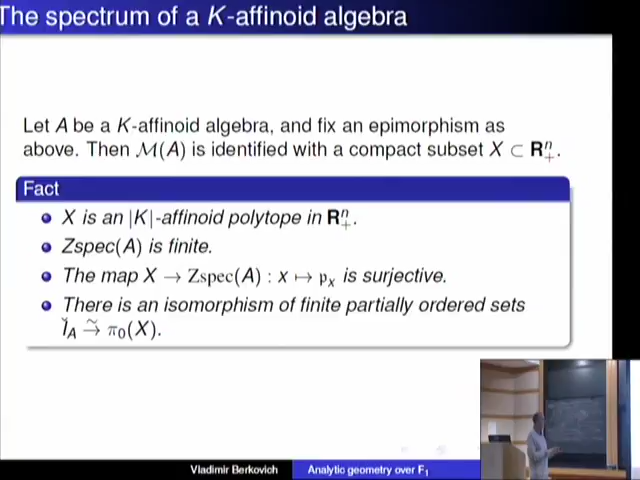 The spectrum of a K-affinoid algebra
Let A be a K-affinoid algebra, and fix an epimorphism as
above. Then ℳ(A) is identified with a compact subset X ⊂ R₊ⁿ.
Fact
X is an |K|-affinoid polytope in R₊ⁿ.
Zspec(A) is finite.
The map X → Zspec(A) : x ↦ 𝔭ₓ is surjective.
There is an isomorphism of finite partially ordered sets
Ǐ_A →̃ π₀(X).
Vladimir Berkovich
Analytic geometry over F₁